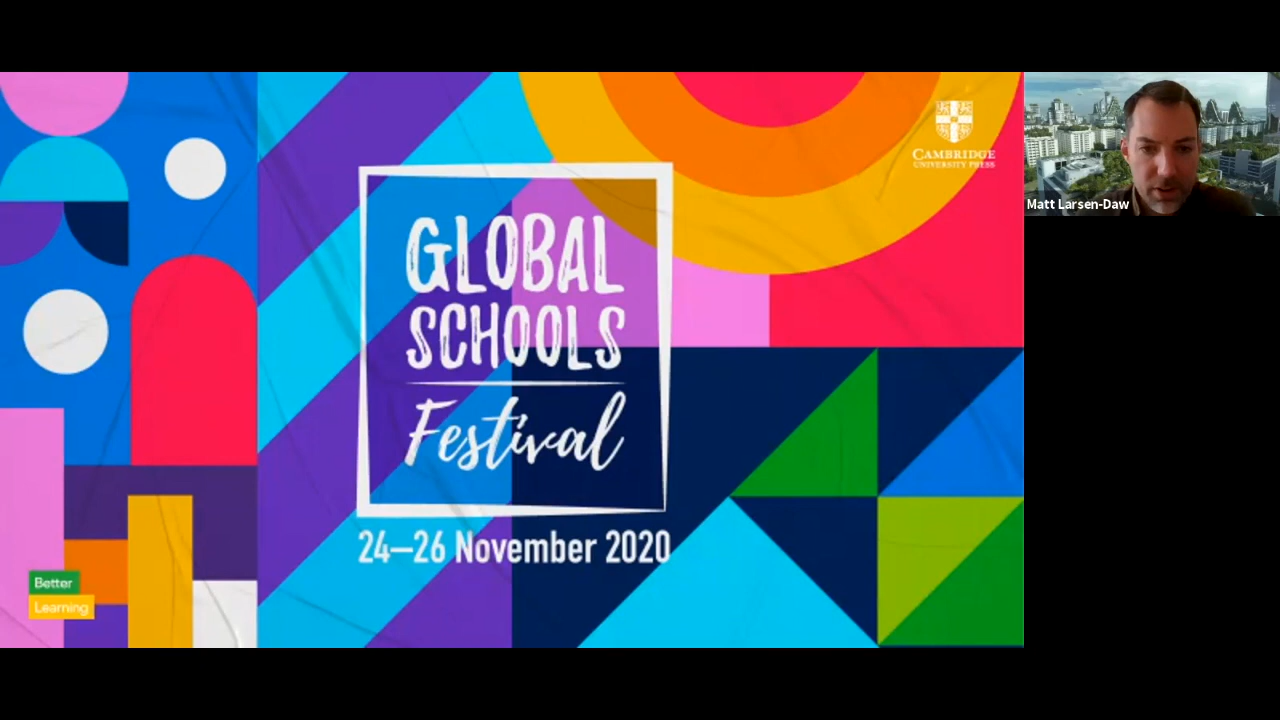 CAMBRIDGE
UNIVERSITY PRESS
GLOBAL
SCHOOLS
Festival
24–26 November 2020
Better
Learning
Matt Larsen-Daw